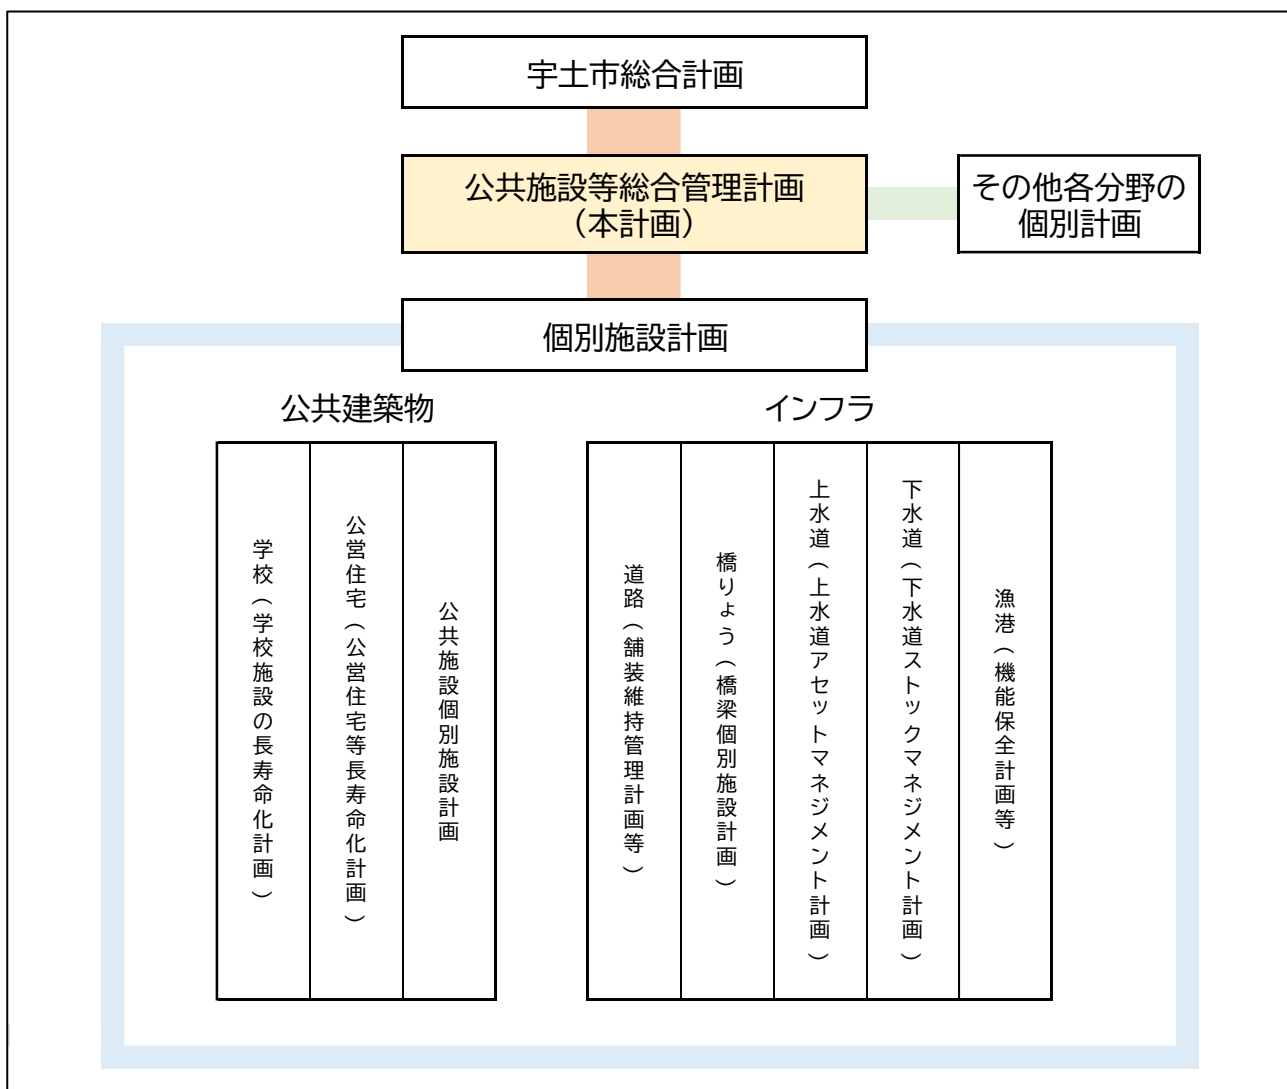 宇土市総合計画
公共施設等総合管理計画
（本計画）
その他各分野の
個別計画
個別施設計画
公共建築物
インフラ
学校（学校施設の長寿命化計画）
公営住宅（公営住宅等長寿命化計画）
公共施設個別施設計画
道路（舗装維持管理計画等）
橋りょう（橋梁個別施設計画）
上水道（上水道アセットマネジメント計画）
下水道（下水道ストックマネジメント計画）
漁港（機能保全計画等）